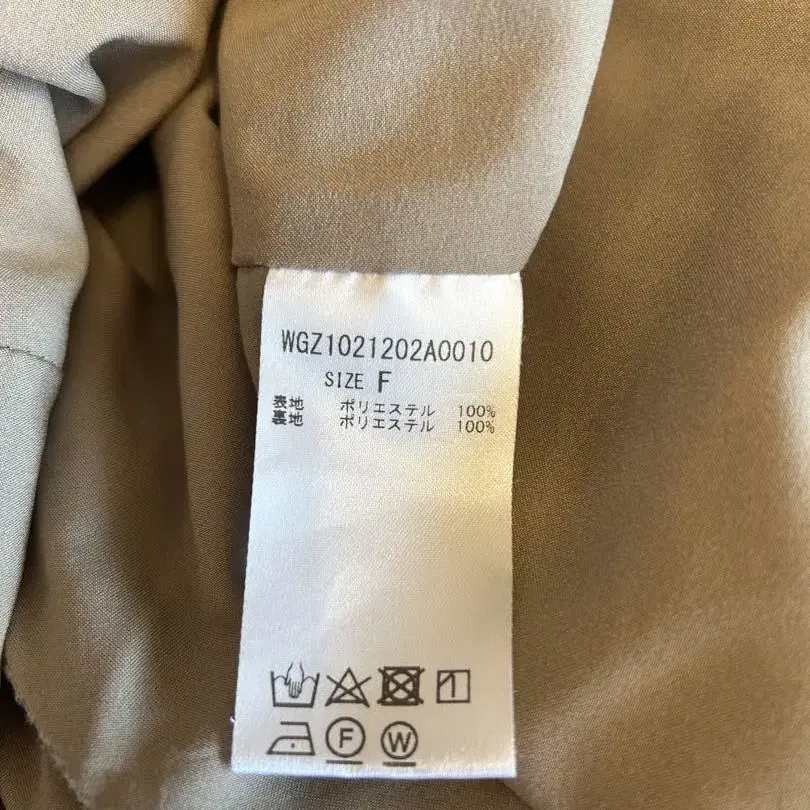 WGZ1021202A0010
SIZE F
表地 ポリエステル 100%
裏地 ポリエステル 100%
F
W